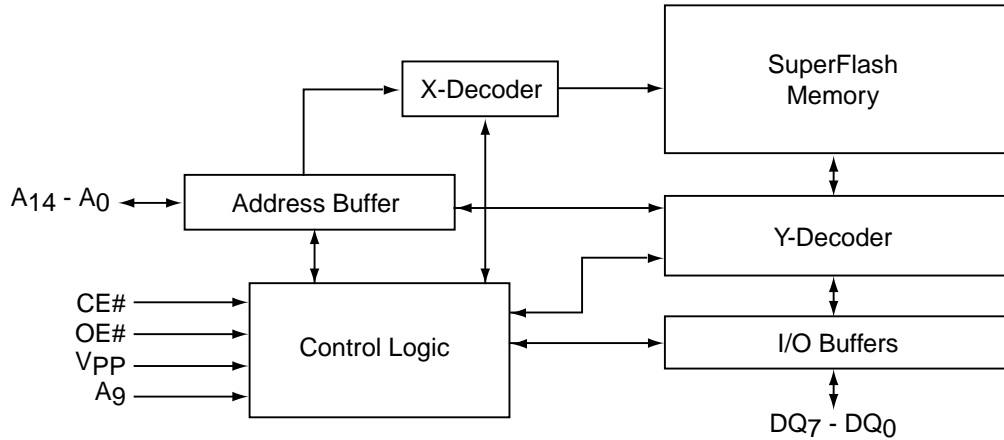 SuperFlash
Memory
X-Decoder
A14 - A0
Address Buffer
Y-Decoder
CE#
OE#
VPP
A9
Control Logic
I/O Buffers
DQ7 - DQ0